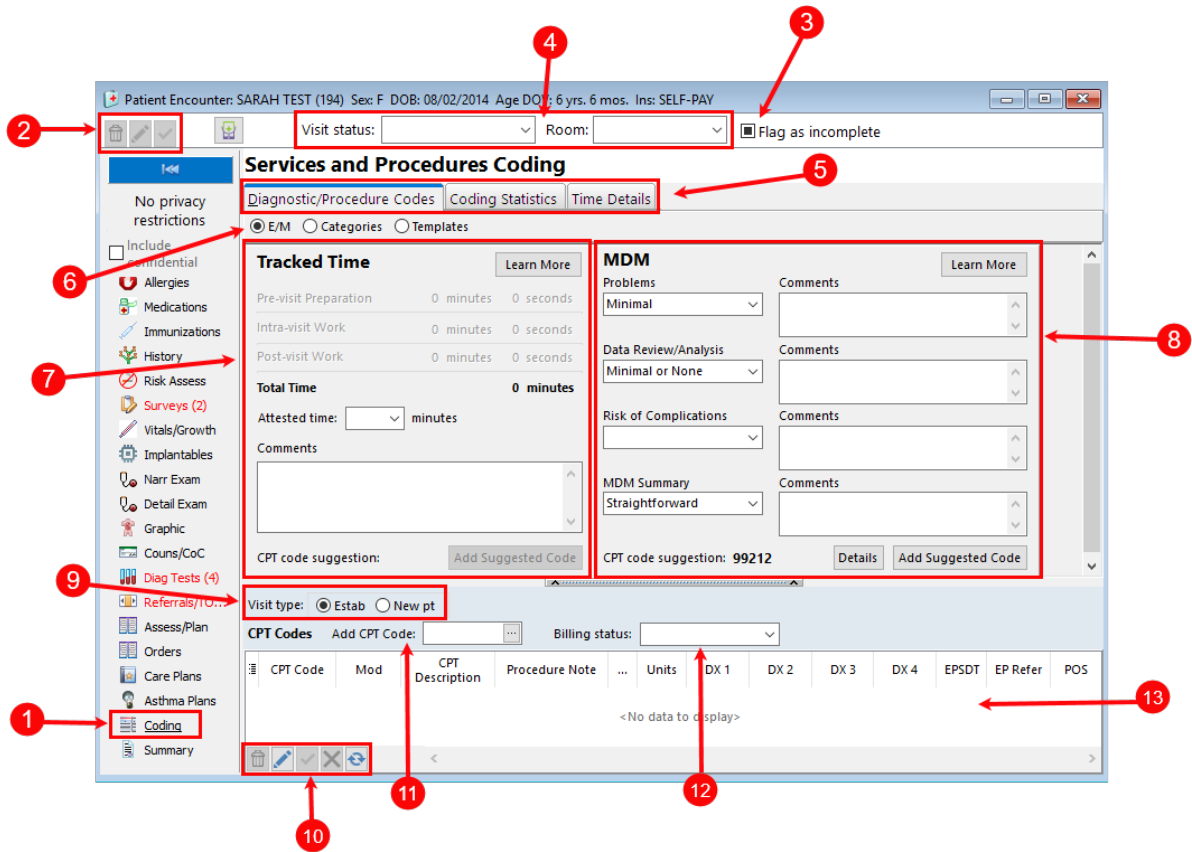 3
4
Patient Encounter: SARAH TEST (194) Sex: F DOB: 08/02/2014 Age DOV: 6 yrs. 6 mos. Ins: SELF-PAY
2
Visit status: Room: Flag as incomplete
Services and Procedures Coding
5
No privacy restrictions
Diagnostic/Procedure Codes Coding Statistics Time Details
E/M Categories Templates
Include confidential
6
Allergies
Medications
Immunizations
History
7
Risk Assess
Surveys (2)
Vitals/Growth
Implantables
Narr Exam
Detail Exam
Graphic
Couns/CoC
Diag Tests (4)
Referrals/TO...
Assess/Plan
Orders
Care Plans
Asthma Plans
1
Coding
Summary
Tracked Time Learn More
Pre-visit Preparation 0 minutes 0 seconds
Intra-visit Work 0 minutes 0 seconds
Post-visit Work 0 minutes 0 seconds
Total Time 0 minutes
Attested time: minutes
Comments
CPT code suggestion: Add Suggested Code
MDM Learn More
Problems Comments
Minimal
8
Data Review/Analysis Comments
Minimal or None
Risk of Complications Comments
MDM Summary Comments
Straightforward
CPT code suggestion: 99212 Details Add Suggested Code
9
Visit type: Estab New pt
CPT Codes Add CPT Code: ... Billing status:
CPT Code Mod CPT Description Procedure Note ... Units DX 1 DX 2 DX 3 DX 4 EPSDT EP Refer POS
13
<No data to display>
11
12
10